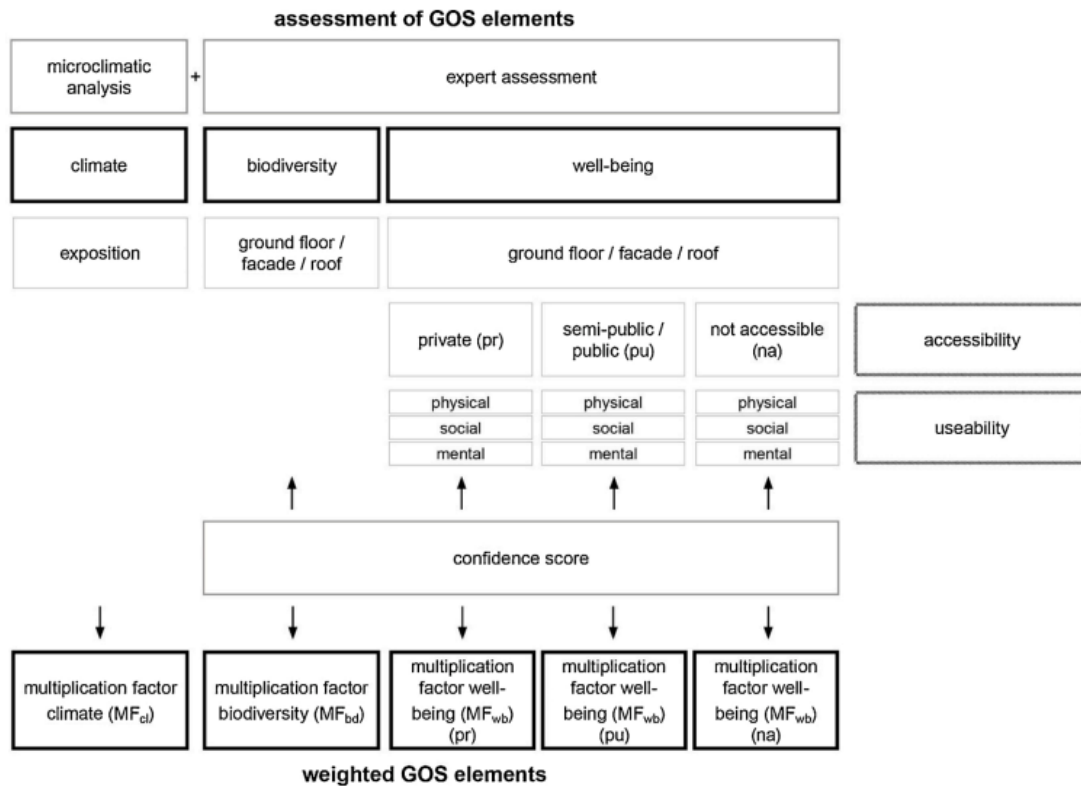 assessment of GOS elements
microclimatic
analysis
+
expert assessment
climate
biodiversity
well-being
exposition
ground floor /
facade / roof
ground floor / facade / roof
private (pr)
semi-public /
public (pu)
not accessible
(na)
accessibility
physical
physical
physical
useability
social
social
social
mental
mental
mental
confidence score
multiplication factor
climate (MFcl)
multiplication factor
biodiversity (MFbd)
multiplication
factor well-
being (MFwb)
(pr)
multiplication
factor well-
being (MFwb)
(pu)
multiplication
factor well-
being (MFwb)
(na)
weighted GOS elements